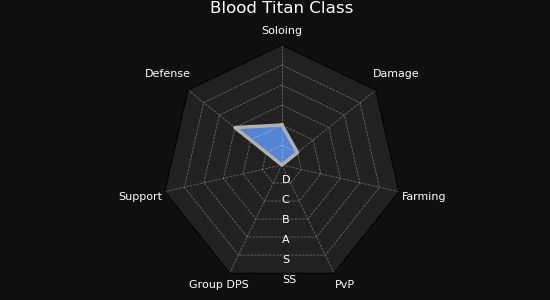 Blood Titan Class
Soloing
Defense
Damage
Support
Farming
Group DPS
PvP
D
C
B
A
S
SS